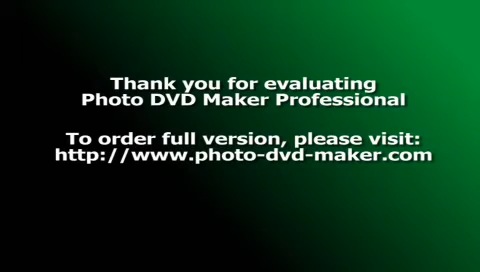 Thank you for evaluating
Photo DVD Maker Professional
To order full version, please visit:
http://www.photo-dvd-maker.com